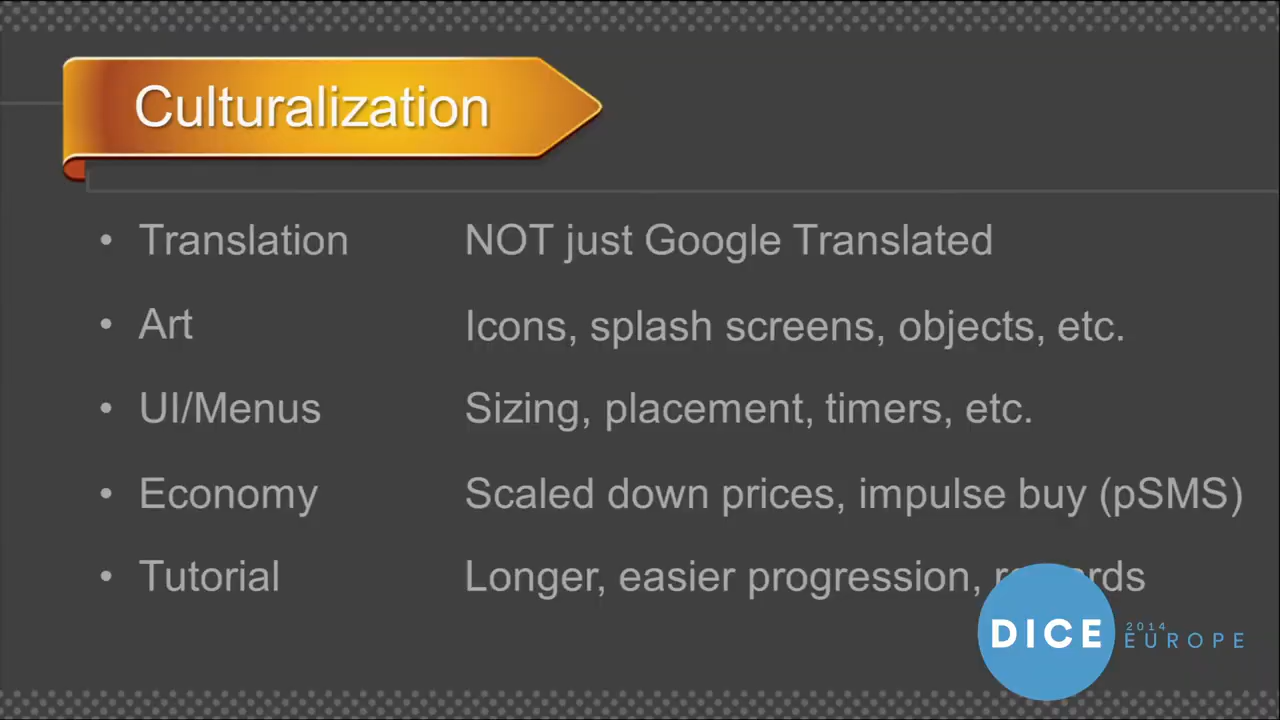 Culturalization
• Translation NOT just Google Translated
• Art Icons, splash screens, objects, etc.
• UI/Menus Sizing, placement, timers, etc.
• Economy Scaled down prices, impulse buy (pSMS)
• Tutorial Longer, easier progression,
DICE 2014 EUROPE